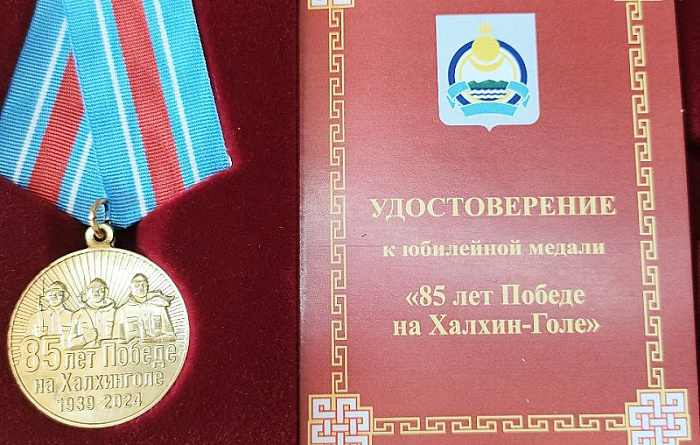 85 лет Победе
на Халхинголе
1939 2024
УДОСТОВЕРЕНИЕ
к юбилейной медали
«85 лет Победе
на Халхин-Голе»